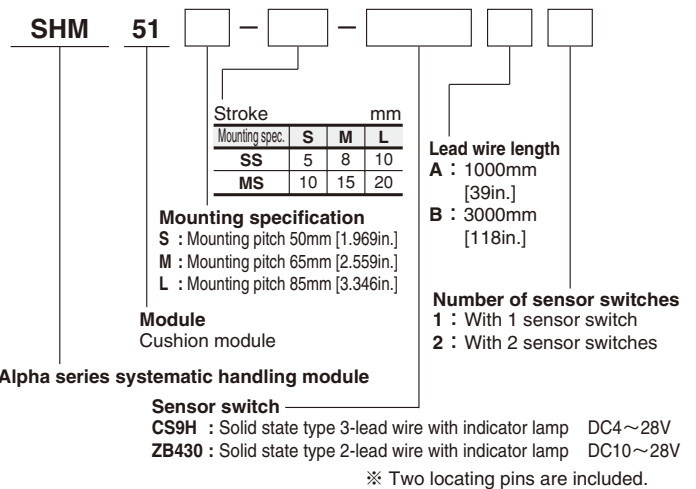 SHM 51 − −
Stroke mm
Mounting spec. S M L
SS 5 8 10
MS 10 15 20
Lead wire length
A：1000mm
[39in.]
B：3000mm
[118in.]
Mounting specification
S : Mounting pitch 50mm [1.969in.]
M : Mounting pitch 65mm [2.559in.]
L : Mounting pitch 85mm [3.346in.]
Number of sensor switches
1：With 1 sensor switch
2：With 2 sensor switches
Module
Cushion module
Alpha series systematic handling module
Sensor switch
CS9H : Solid state type 3-lead wire with indicator lamp DC4～28V
ZB430 : Solid state type 2-lead wire with indicator lamp DC10～28V
※ Two locating pins are included.